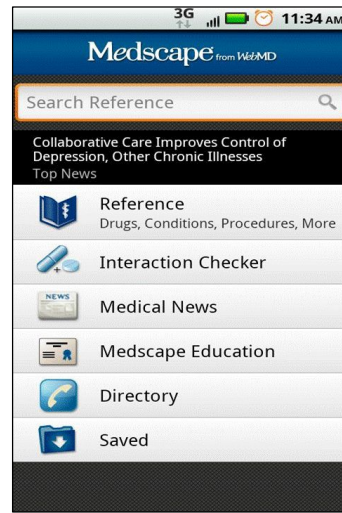 3G 11:34 AM
Medscape from WebMD
Search Reference
Collaborative Care Improves Control of
Depression, Other Chronic Illnesses
Top News
Reference
Drugs, Conditions, Procedures, More
Interaction Checker
NEWS
Medical News
Medscape Education
Directory
Saved